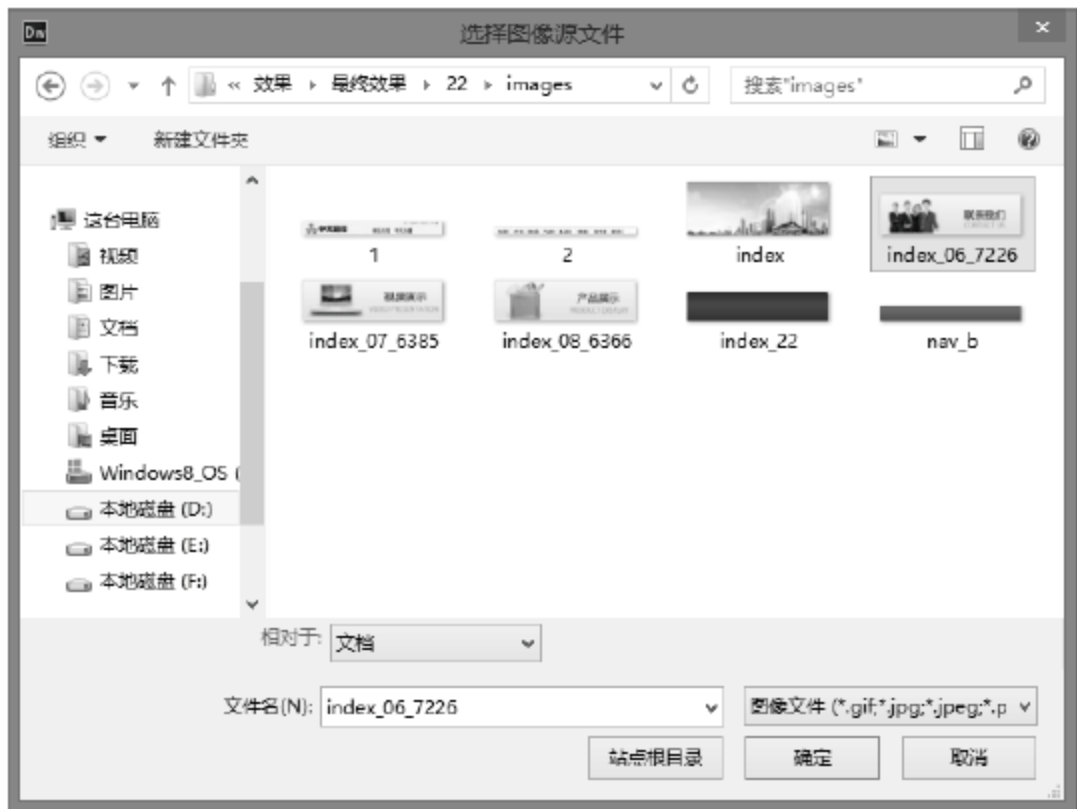 Dw 选择图像源文件 ×
« 效果 ▸ 最终效果 ▸ 22 ▸ images
搜索"images"
组织 新建文件夹
这台电脑
视频
图片
文档
下载
音乐
桌面
Windows8_OS (
本地磁盘 (D:)
本地磁盘 (E:)
本地磁盘 (F:)
1
2
index
联系我们
index_06_7226
视频演示
index_07_6385
产品展示
index_08_6366
index_22
nav_b
相对于: 文档
文件名(N): index_06_7226
图像文件 (*.gif;*.jpg;*.jpeg;*.p
站点根目录 确定 取消